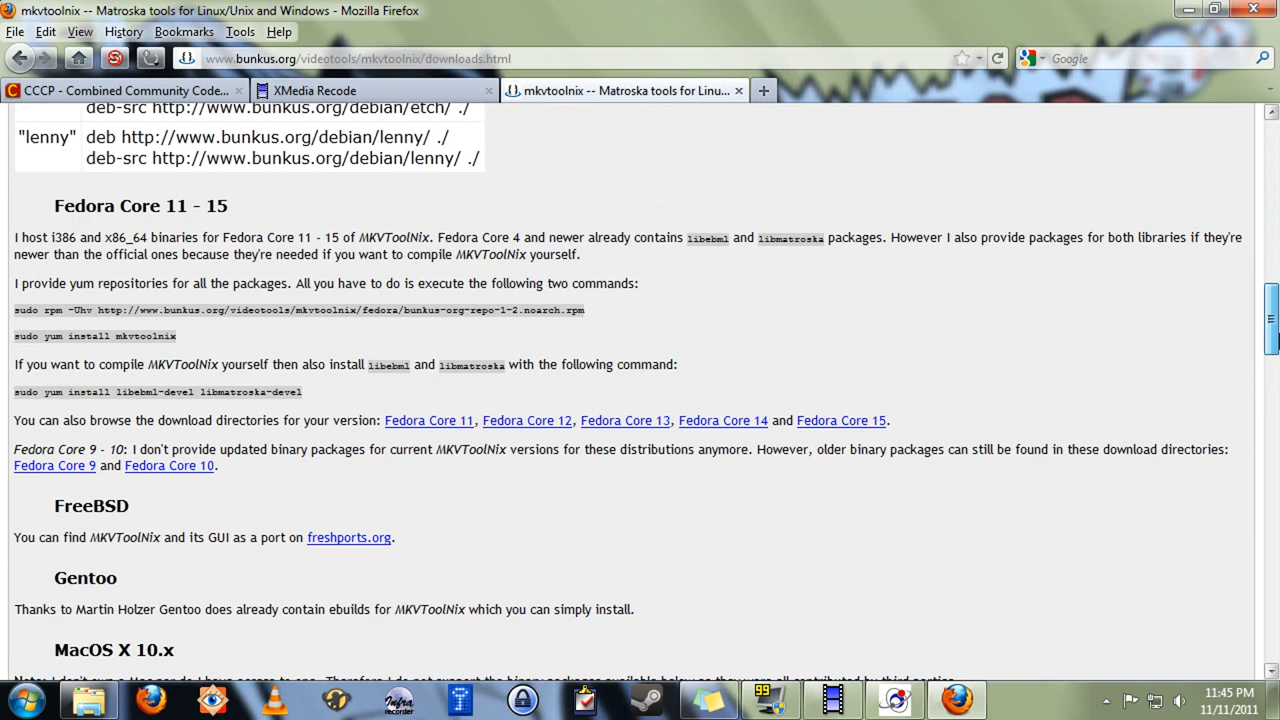 mkvtoolnix -- Matroska tools for Linux/Unix and Windows - Mozilla Firefox
File Edit View History Bookmarks Tools Help
www.bunkus.org/videotools/mkvtoolnix/downloads.html
Google
CCCP - Combined Community Code...
XMedia Recode
mkvtoolnix -- Matroska tools for Linu...
deb-src http://www.bunkus.org/debian/etch/ ./
"lenny" deb http://www.bunkus.org/debian/lenny/ ./
deb-src http://www.bunkus.org/debian/lenny/ ./
Fedora Core 11 - 15
I host i386 and x86_64 binaries for Fedora Core 11 - 15 of MKVToolNix. Fedora Core 4 and newer already contains libebml and libmatroska packages. However I also provide packages for both libraries if they're
newer than the official ones because they're needed if you want to compile MKVToolNix yourself.
I provide yum repositories for all the packages. All you have to do is execute the following two commands:
sudo rpm -Uhv http://www.bunkus.org/videotools/mkvtoolnix/fedora/bunkus-org-repo-1-2.noarch.rpm
sudo yum install mkvtoolnix
If you want to compile MKVToolNix yourself then also install libebml and libmatroska with the following command:
sudo yum install libebml-devel libmatroska-devel
You can also browse the download directories for your version: Fedora Core 11, Fedora Core 12, Fedora Core 13, Fedora Core 14 and Fedora Core 15.
Fedora Core 9 - 10: I don't provide updated binary packages for current MKVToolNix versions for these distributions anymore. However, older binary packages can still be found in these download directories:
Fedora Core 9 and Fedora Core 10.
FreeBSD
You can find MKVToolNix and its GUI as a port on freshports.org.
Gentoo
Thanks to Martin Holzer Gentoo does already contain ebuilds for MKVToolNix which you can simply install.
MacOS X 10.x
Infra
recorder
99
11:45 PM
11/11/2011